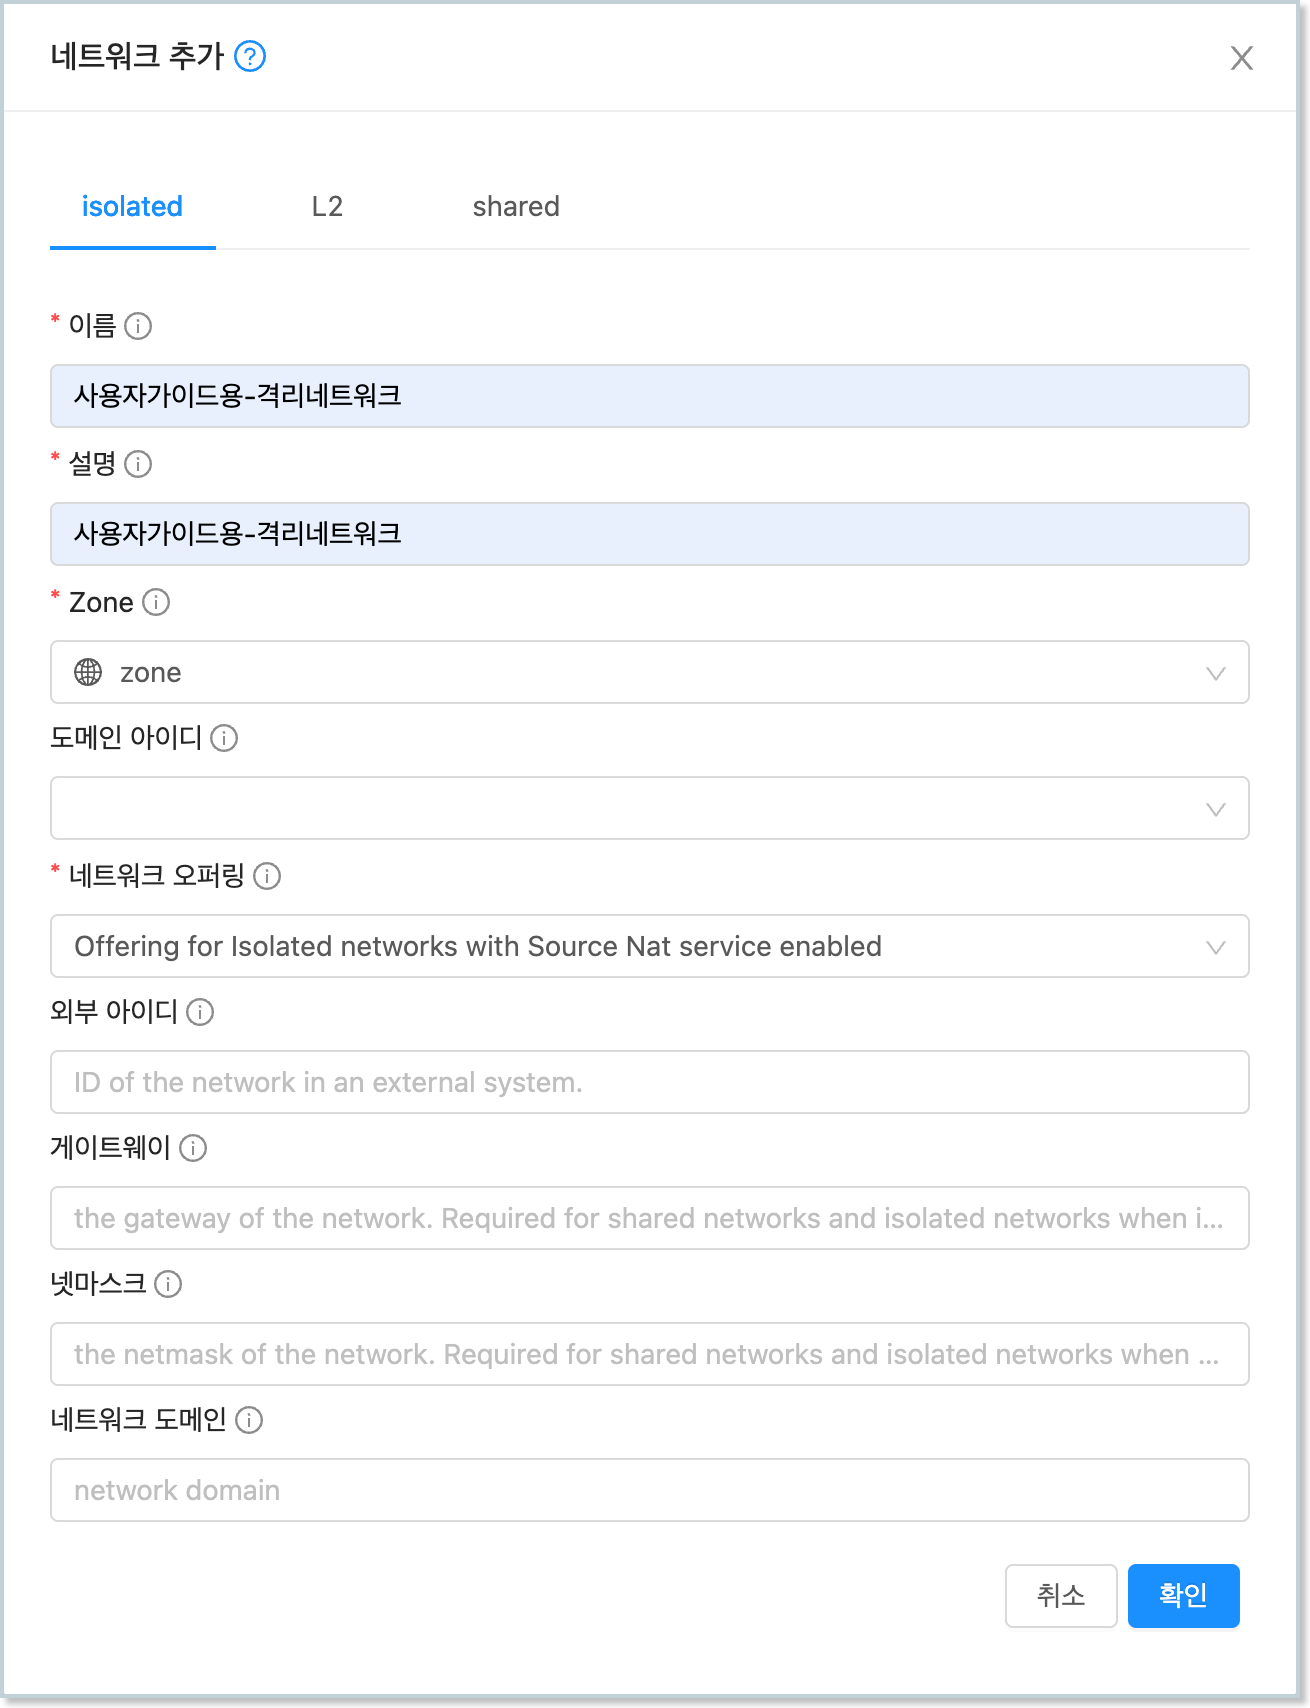 네트워크 추가 ?
isolated L2 shared
* 이름
사용자가이드용-격리네트워크
* 설명
사용자가이드용-격리네트워크
* Zone
zone
도메인 아이디
* 네트워크 오퍼링
Offering for Isolated networks with Source Nat service enabled
외부 아이디
ID of the network in an external system.
게이트웨이
the gateway of the network. Required for shared networks and isolated networks when i...
넷마스크
the netmask of the network. Required for shared networks and isolated networks when ...
네트워크 도메인
network domain
취소 확인